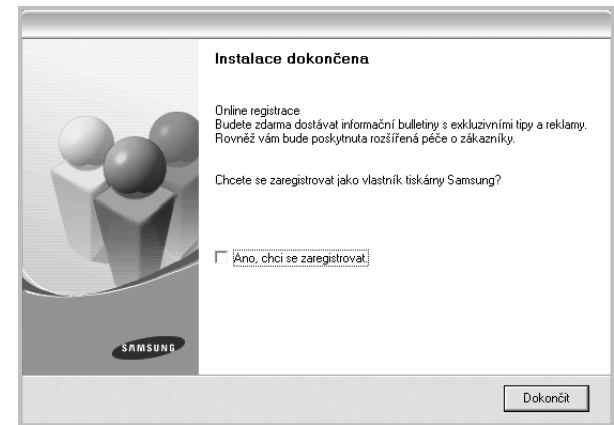 Instalace dokončena
Online registrace
Budete zdarma dostávat informační bulletiny s exkluzivními tipy a reklamy.
Rovněž vám bude poskytnuta rozšířená péče o zákazníky.
Chcete se zaregistrovat jako vlastník tiskárny Samsung?
Ano, chci se zaregistrovat.
SAMSUNG
Dokončit